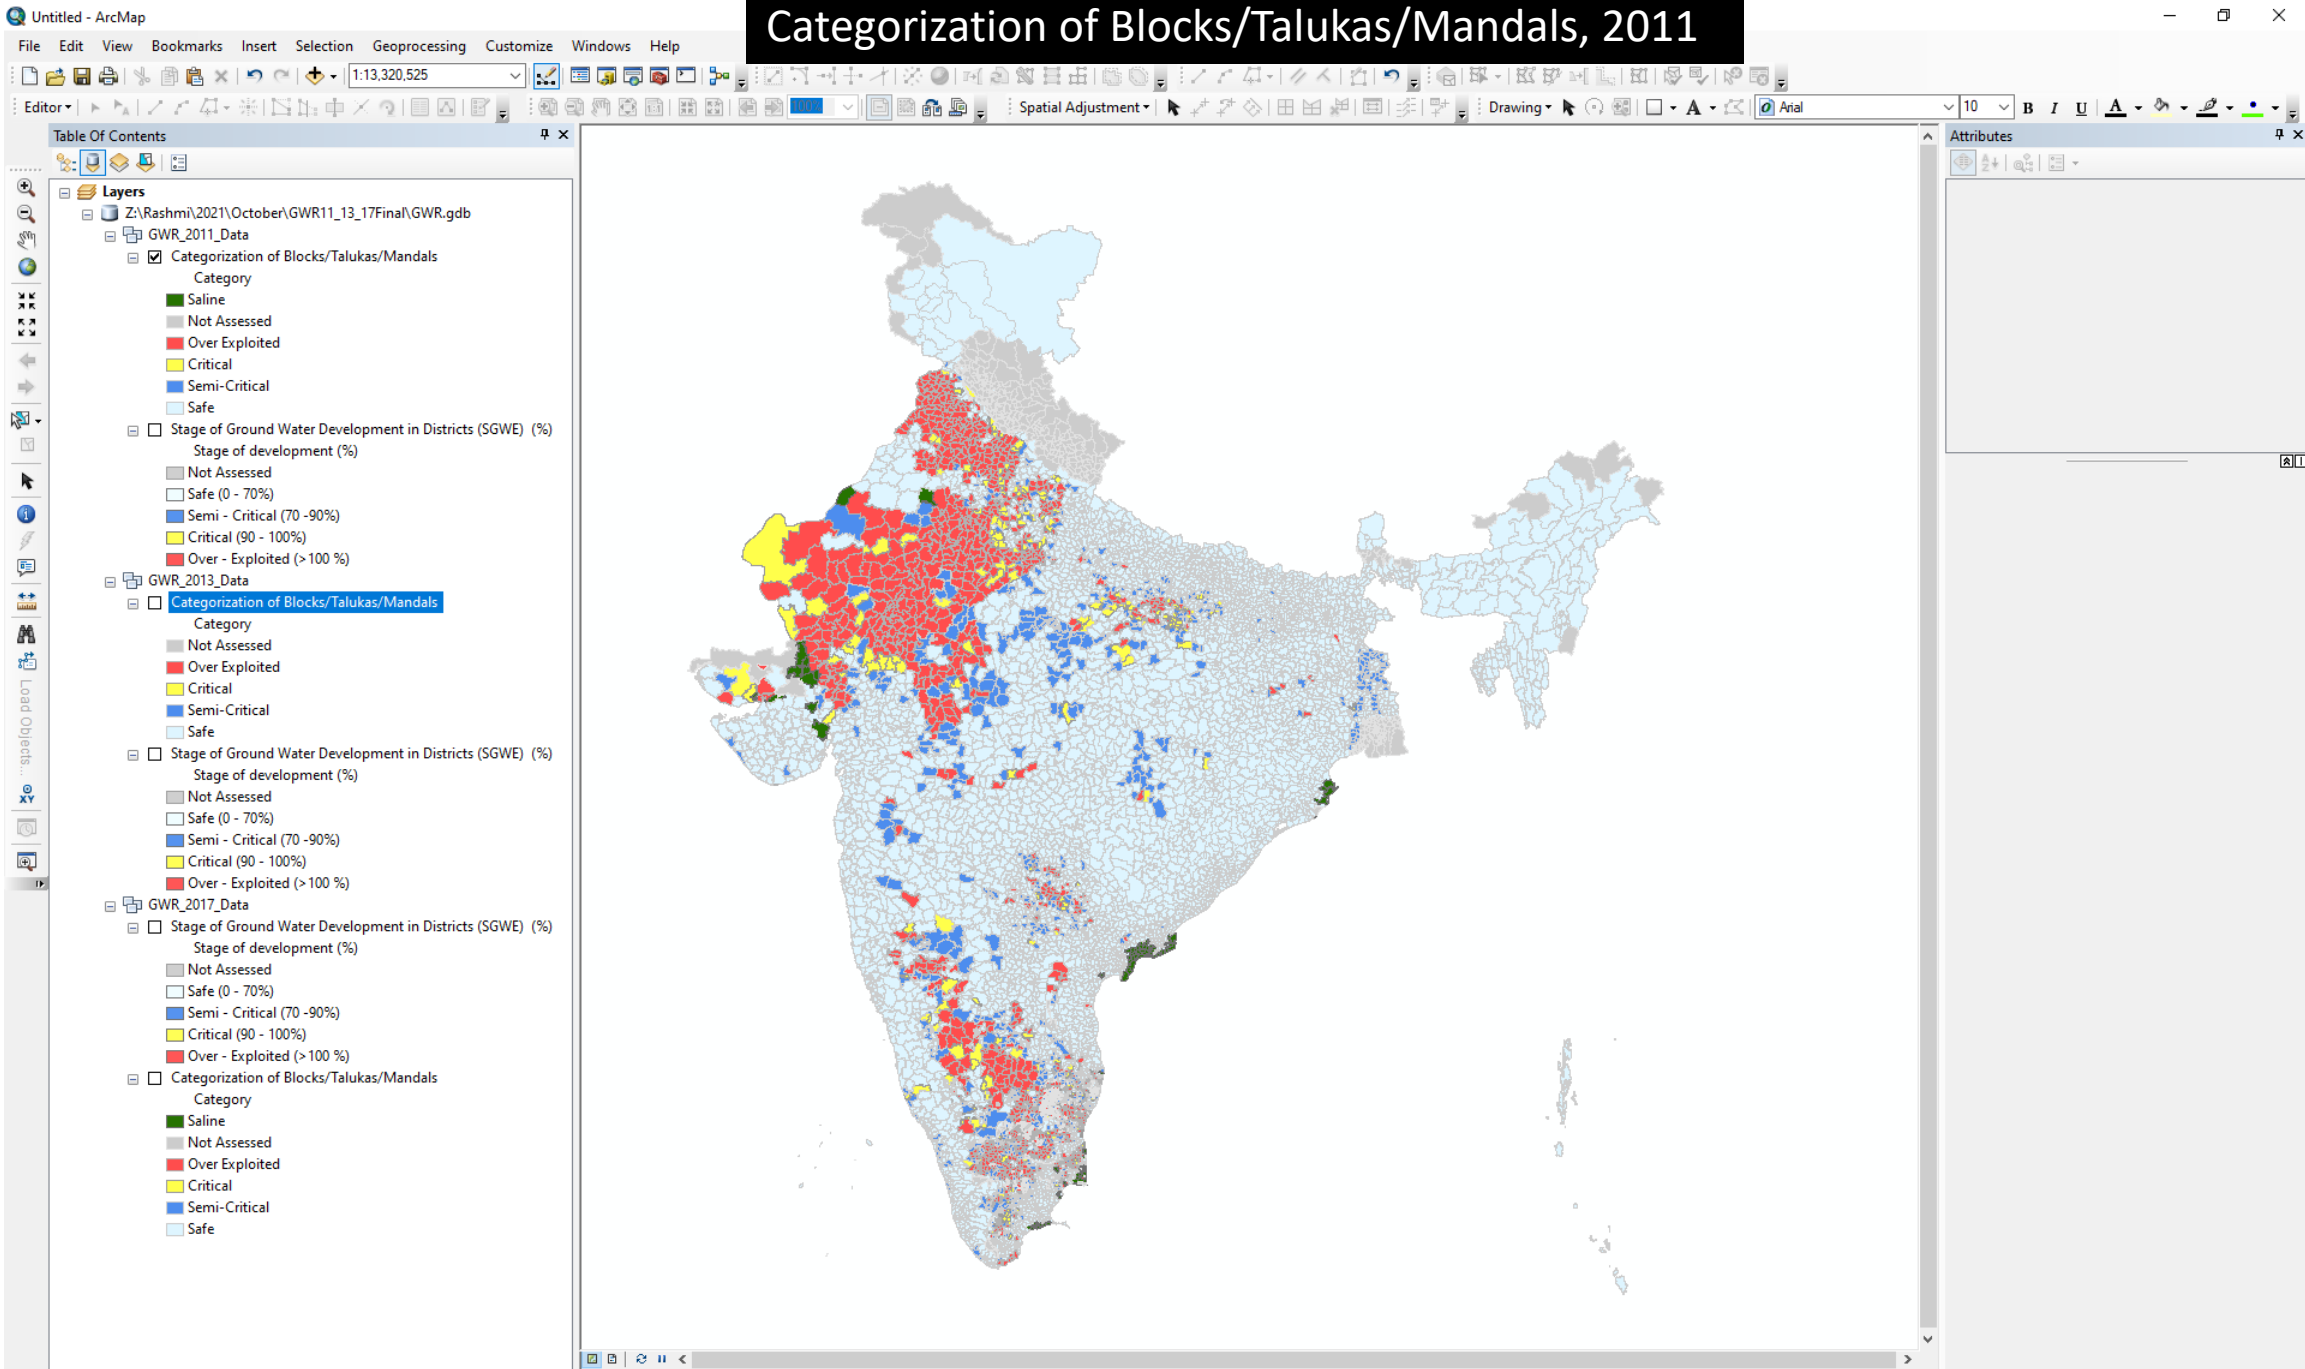 Untitled - ArcMap
Categorization of Blocks/Talukas/Mandals, 2011
File Edit View Bookmarks Insert Selection Geoprocessing Customize Windows Help
1:13,320,525
Editor
100%
Spatial Adjustment
Drawing
A
Arial
10
B I U A
Table Of Contents
Attributes
Layers
Z:\Rashmi\2021\October\GWR11_13_17Final\GWR.gdb
GWR_2011_Data
Categorization of Blocks/Talukas/Mandals
Category
Saline
Not Assessed
Over Exploited
Critical
Semi-Critical
Safe
Stage of Ground Water Development in Districts (SGWE) (%)
Stage of development (%)
Not Assessed
Safe (0 - 70%)
Semi - Critical (70 -90%)
Critical (90 - 100%)
Over - Exploited (>100 %)
GWR_2013_Data
Categorization of Blocks/Talukas/Mandals
Category
Not Assessed
Over Exploited
Critical
Semi-Critical
Safe
Stage of Ground Water Development in Districts (SGWE) (%)
Stage of development (%)
Not Assessed
Safe (0 - 70%)
Semi - Critical (70 -90%)
Critical (90 - 100%)
Over - Exploited (>100 %)
GWR_2017_Data
Stage of Ground Water Development in Districts (SGWE) (%)
Stage of development (%)
Not Assessed
Safe (0 - 70%)
Semi - Critical (70 -90%)
Critical (90 - 100%)
Over - Exploited (>100 %)
Categorization of Blocks/Talukas/Mandals
Category
Saline
Not Assessed
Over Exploited
Critical
Semi-Critical
Safe
Load Objects...
XY